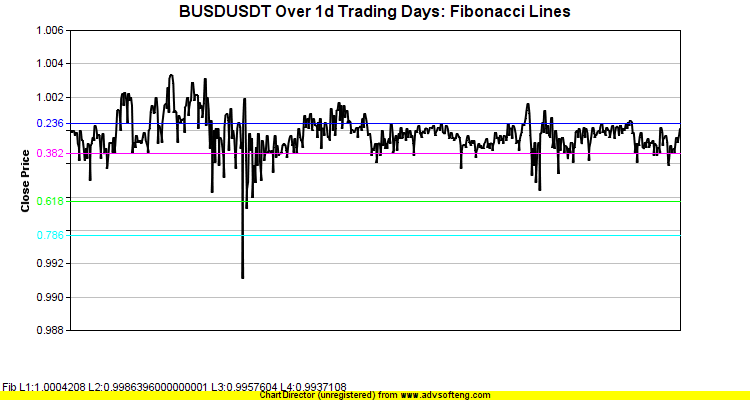 BUSDUSDT Over 1d Trading Days: Fibonacci Lines
1.006
1.004
1.002
0.236
0.382
0.618
0.786
0.992
0.990
0.988
Close Price
Fib L1:1.0004208 L2:0.9986396000000001 L3:0.9957604 L4:0.9937108
ChartDirector (unregistered) from www.advsofteng.com